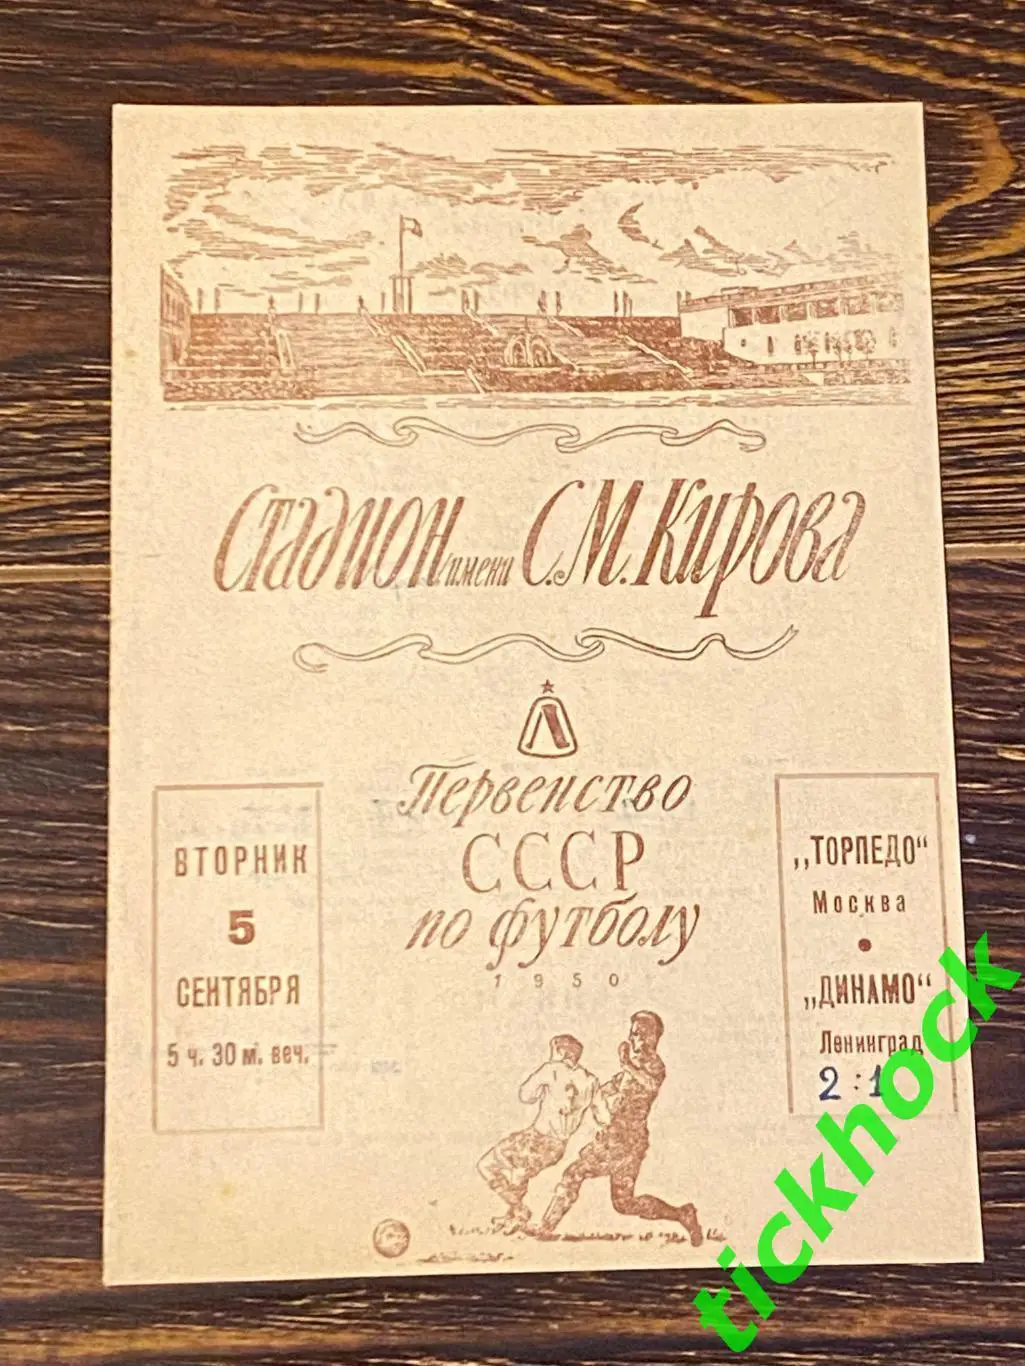 Стадион имени С.М.Кирова
Л
Первенство
СССР
по футболу
1950
ВТОРНИК
5
СЕНТЯБРЯ
5 ч. 30 м. веч.
„ТОРПЕДО“
Москва
•
„ДИНАМО“
Ленинград
2:1
tickhock